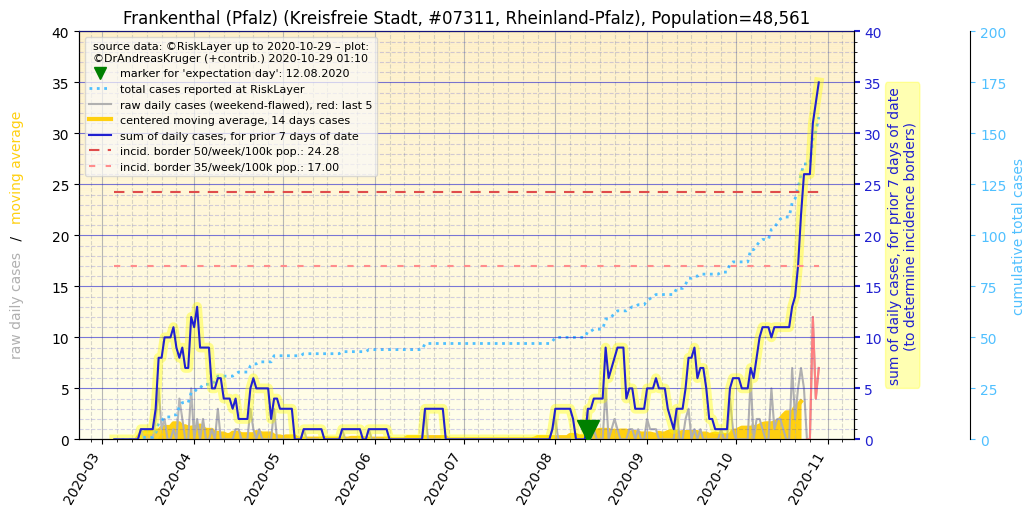 Frankenthal (Pfalz) (Kreisfreie Stadt, #07311, Rheinland-Pfalz), Population=48,561
source data: ©RiskLayer up to 2020-10-29 – plot:
©DrAndreasKruger (+contrib.) 2020-10-29 01:10
marker for 'expectation day': 12.08.2020
total cases reported at RiskLayer
raw daily cases (weekend-flawed), red: last 5
centered moving average, 14 days cases
sum of daily cases, for prior 7 days of date
incid. border 50/week/100k pop.: 24.28
incid. border 35/week/100k pop.: 17.00
raw daily cases / moving average
40
35
30
25
20
15
10
5
0
2020-03
2020-04
2020-05
2020-06
2020-07
2020-08
2020-09
2020-10
2020-11
40
35
30
25
20
15
10
5
0
sum of daily cases, for prior 7 days of date
(to determine incidence borders)
200
175
150
125
100
75
50
25
0
cumulative total cases